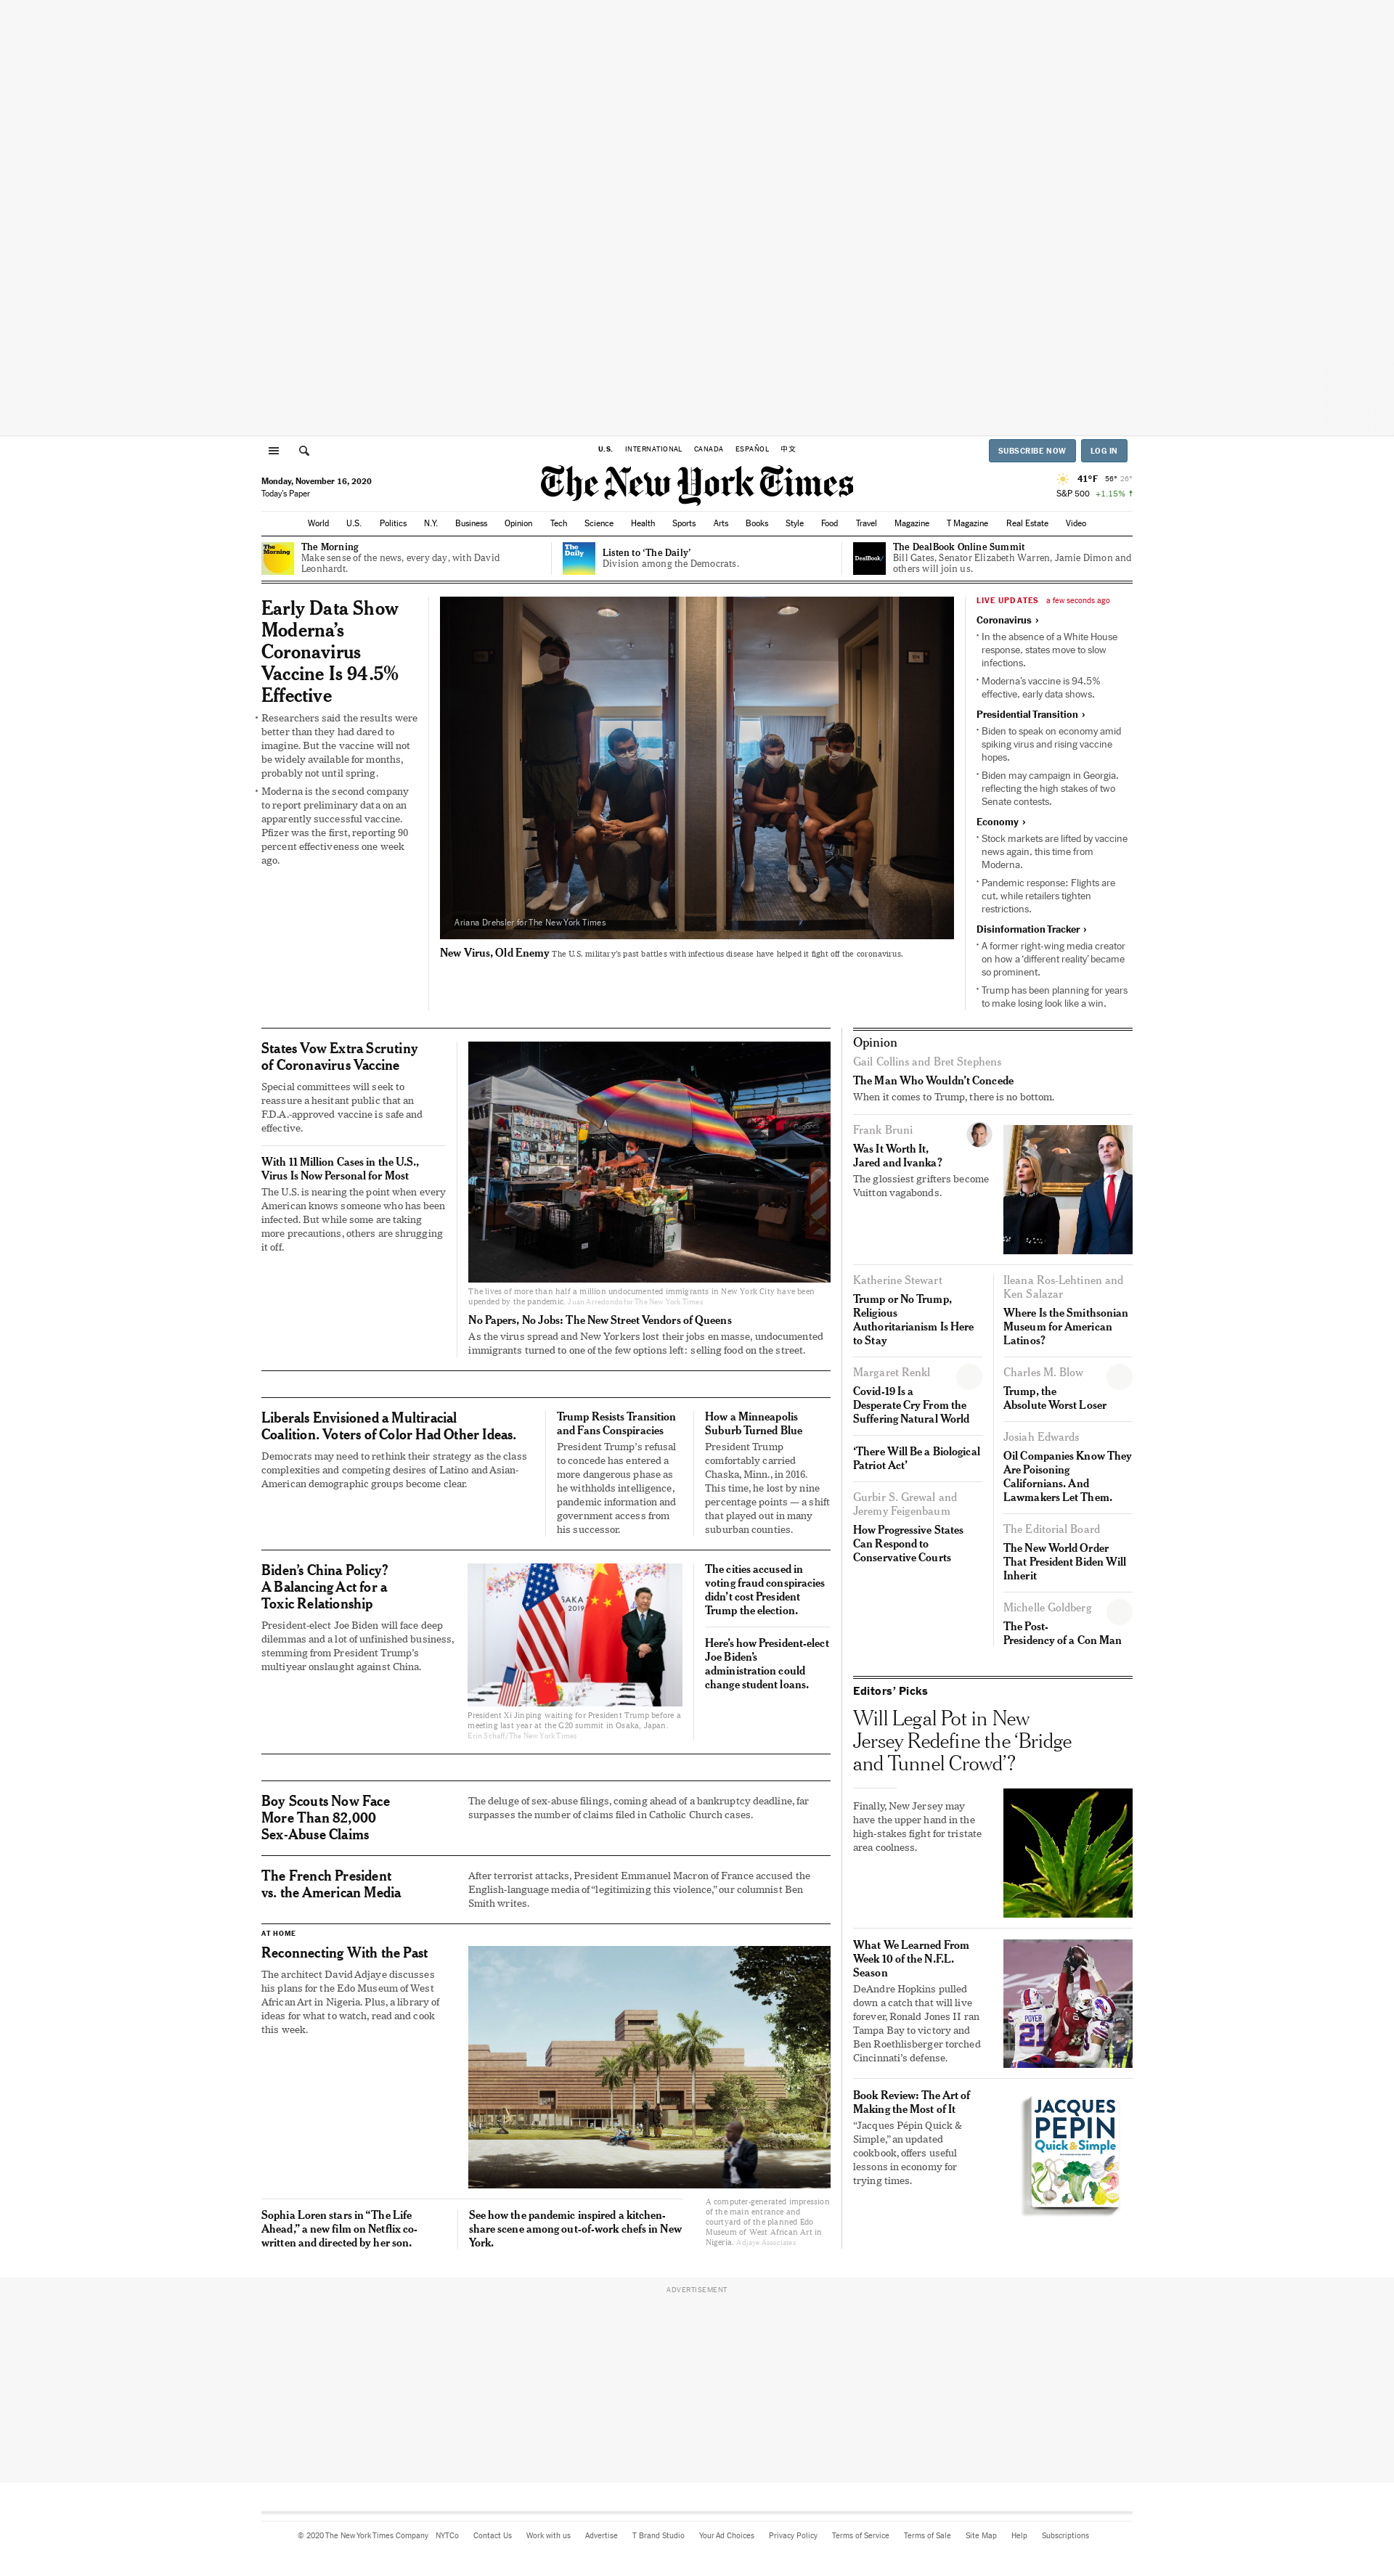 U.S. INTERNATIONAL CANADA ESPAÑOL 中文
SUBSCRIBE NOW LOG IN
Monday, November 16, 2020
Today's Paper
The New York Times
41°F 56° 26°
S&P 500 +1.15%
World U.S. Politics N.Y. Business Opinion Tech Science Health Sports Arts Books Style Food Travel Magazine T Magazine Real Estate Video
The Morning
The Morning
Make sense of the news, every day, with David
Leonhardt.
The Daily
Listen to ‘The Daily’
Division among the Democrats.
DealBook/
The DealBook Online Summit
Bill Gates, Senator Elizabeth Warren, Jamie Dimon and
others will join us.
Early Data Show
Moderna’s
Coronavirus
Vaccine Is 94.5%
Effective
• Researchers said the results were
better than they had dared to
imagine. But the vaccine will not
be widely available for months,
probably not until spring.
• Moderna is the second company
to report preliminary data on an
apparently successful vaccine.
Pfizer was the first, reporting 90
percent effectiveness one week
ago.
Ariana Drehsler for The New York Times
New Virus, Old Enemy The U.S. military’s past battles with infectious disease have helped it fight off the coronavirus.
LIVE UPDATES a few seconds ago
Coronavirus ›
• In the absence of a White House
response, states move to slow
infections.
• Moderna’s vaccine is 94.5%
effective, early data shows.
Presidential Transition ›
• Biden to speak on economy amid
spiking virus and rising vaccine
hopes.
• Biden may campaign in Georgia,
reflecting the high stakes of two
Senate contests.
Economy ›
• Stock markets are lifted by vaccine
news again, this time from
Moderna.
• Pandemic response: Flights are
cut, while retailers tighten
restrictions.
Disinformation Tracker ›
• A former right-wing media creator
on how a ‘different reality’ became
so prominent.
• Trump has been planning for years
to make losing look like a win.
States Vow Extra Scrutiny
of Coronavirus Vaccine
Special committees will seek to
reassure a hesitant public that an
F.D.A.-approved vaccine is safe and
effective.
With 11 Million Cases in the U.S.,
Virus Is Now Personal for Most
The U.S. is nearing the point when every
American knows someone who has been
infected. But while some are taking
more precautions, others are shrugging
it off.
The lives of more than half a million undocumented immigrants in New York City have been
upended by the pandemic. Juan Arredondo for The New York Times
No Papers, No Jobs: The New Street Vendors of Queens
As the virus spread and New Yorkers lost their jobs en masse, undocumented
immigrants turned to one of the few options left: selling food on the street.
Liberals Envisioned a Multiracial
Coalition. Voters of Color Had Other Ideas.
Democrats may need to rethink their strategy as the class
complexities and competing desires of Latino and Asian-
American demographic groups become clear.
Trump Resists Transition
and Fans Conspiracies
President Trump’s refusal
to concede has entered a
more dangerous phase as
he withholds intelligence,
pandemic information and
government access from
his successor.
How a Minneapolis
Suburb Turned Blue
President Trump
comfortably carried
Chaska, Minn., in 2016.
This time, he lost by nine
percentage points — a shift
that played out in many
suburban counties.
Biden’s China Policy?
A Balancing Act for a
Toxic Relationship
President-elect Joe Biden will face deep
dilemmas and a lot of unfinished business,
stemming from President Trump’s
multiyear onslaught against China.
SAKA S
2019
President Xi Jinping waiting for President Trump before a
meeting last year at the G20 summit in Osaka, Japan.
Erin Schaff/The New York Times
The cities accused in
voting fraud conspiracies
didn’t cost President
Trump the election.
Here’s how President-elect
Joe Biden’s
administration could
change student loans.
Boy Scouts Now Face
More Than 82,000
Sex-Abuse Claims
The deluge of sex-abuse filings, coming ahead of a bankruptcy deadline, far
surpasses the number of claims filed in Catholic Church cases.
The French President
vs. the American Media
After terrorist attacks, President Emmanuel Macron of France accused the
English-language media of “legitimizing this violence,” our columnist Ben
Smith writes.
AT HOME
Reconnecting With the Past
The architect David Adjaye discusses
his plans for the Edo Museum of West
African Art in Nigeria. Plus, a library of
ideas for what to watch, read and cook
this week.
A computer-generated impression
of the main entrance and
courtyard of the planned Edo
Museum of West African Art in
Nigeria. Adjaye Associates
Sophia Loren stars in “The Life
Ahead,” a new film on Netflix co-
written and directed by her son.
See how the pandemic inspired a kitchen-
share scene among out-of-work chefs in New
York.
Opinion
Gail Collins and Bret Stephens
The Man Who Wouldn’t Concede
When it comes to Trump, there is no bottom.
Frank Bruni
Was It Worth It,
Jared and Ivanka?
The glossiest grifters become
Vuitton vagabonds.
Katherine Stewart
Trump or No Trump,
Religious
Authoritarianism Is Here
to Stay
Margaret Renkl
Covid-19 Is a
Desperate Cry From the
Suffering Natural World
‘There Will Be a Biological
Patriot Act’
Gurbir S. Grewal and
Jeremy Feigenbaum
How Progressive States
Can Respond to
Conservative Courts
Ileana Ros-Lehtinen and
Ken Salazar
Where Is the Smithsonian
Museum for American
Latinos?
Charles M. Blow
Trump, the
Absolute Worst Loser
Josiah Edwards
Oil Companies Know They
Are Poisoning
Californians. And
Lawmakers Let Them.
The Editorial Board
The New World Order
That President Biden Will
Inherit
Michelle Goldberg
The Post-
Presidency of a Con Man
Editors’ Picks
Will Legal Pot in New
Jersey Redefine the ‘Bridge
and Tunnel Crowd’?
Finally, New Jersey may
have the upper hand in the
high-stakes fight for tristate
area coolness.
What We Learned From
Week 10 of the N.F.L.
Season
DeAndre Hopkins pulled
down a catch that will live
forever, Ronald Jones II ran
Tampa Bay to victory and
Ben Roethlisberger torched
Cincinnati’s defense.
POYER
21
Book Review: The Art of
Making the Most of It
“Jacques Pépin Quick &
Simple,” an updated
cookbook, offers useful
lessons in economy for
trying times.
JACQUES
PEPIN
Quick & Simple
ADVERTISEMENT
© 2020 The New York Times Company NYTCo Contact Us Work with us Advertise T Brand Studio Your Ad Choices Privacy Policy Terms of Service Terms of Sale Site Map Help Subscriptions